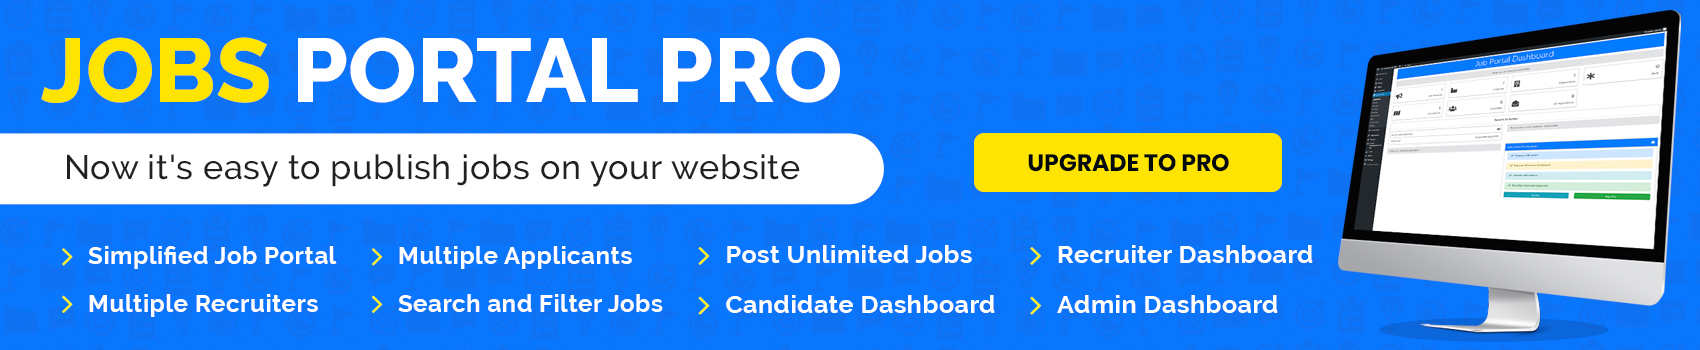 JOBS PORTAL PRO
Now it's easy to publish jobs on your website
UPGRADE TO PRO
Simplified Job Portal
Multiple Applicants
Post Unlimited Jobs
Recruiter Dashboard
Multiple Recruiters
Search and Filter Jobs
Candidate Dashboard
Admin Dashboard
Job Portal Dashboard